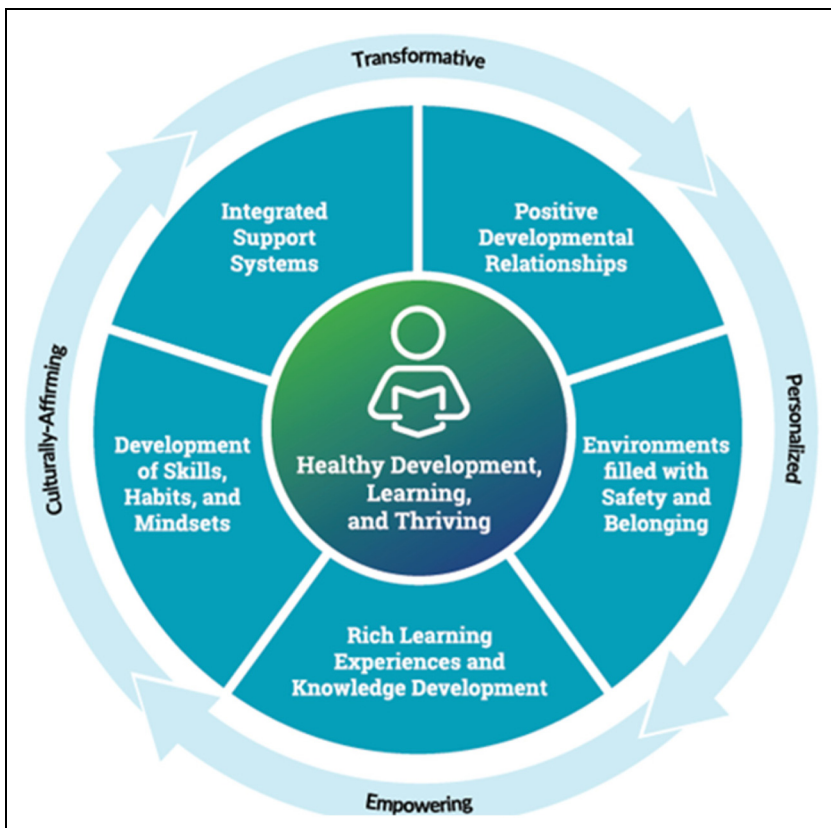 Transformative
Integrated
Support
Systems
Positive
Developmental
Relationships
Culturally-Affirming
Personalized
Development
of Skills,
Habits, and
Mindsets
Healthy Development,
Learning,
and Thriving
Environments
filled with
Safety and
Belonging
Rich Learning
Experiences and
Knowledge Development
Empowering